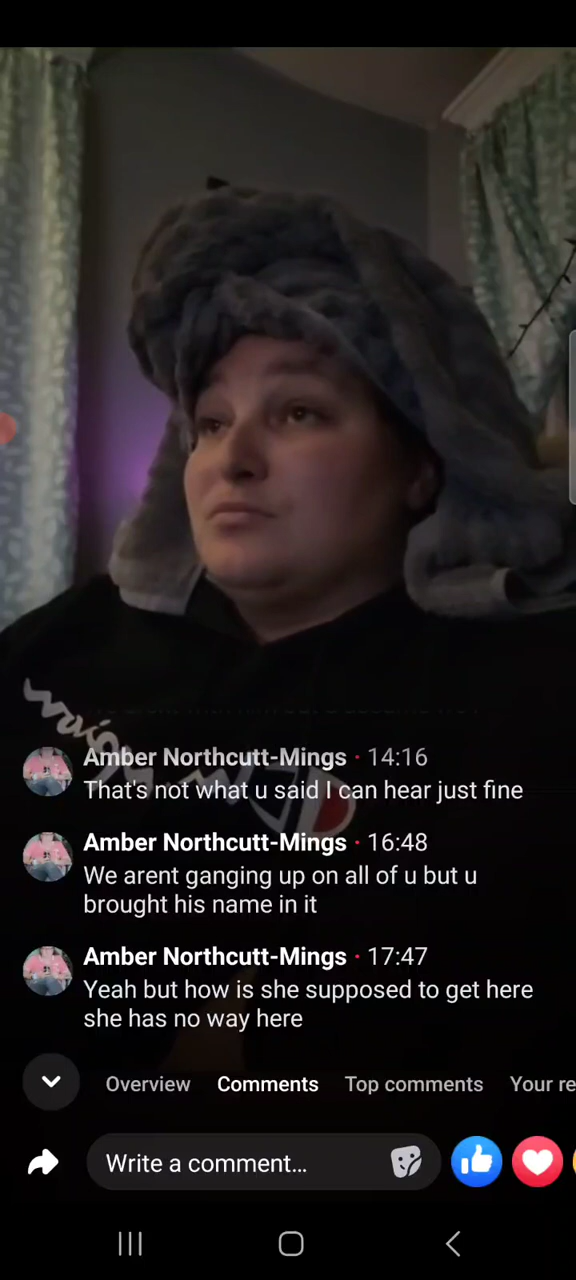 Amber Northcutt-Mings · 14:16
That's not what u said I can hear just fine
Amber Northcutt-Mings · 16:48
We arent ganging up on all of u but u
brought his name in it
Amber Northcutt-Mings · 17:47
Yeah but how is she supposed to get here
she has no way here
Overview Comments Top comments Your re
Write a comment...